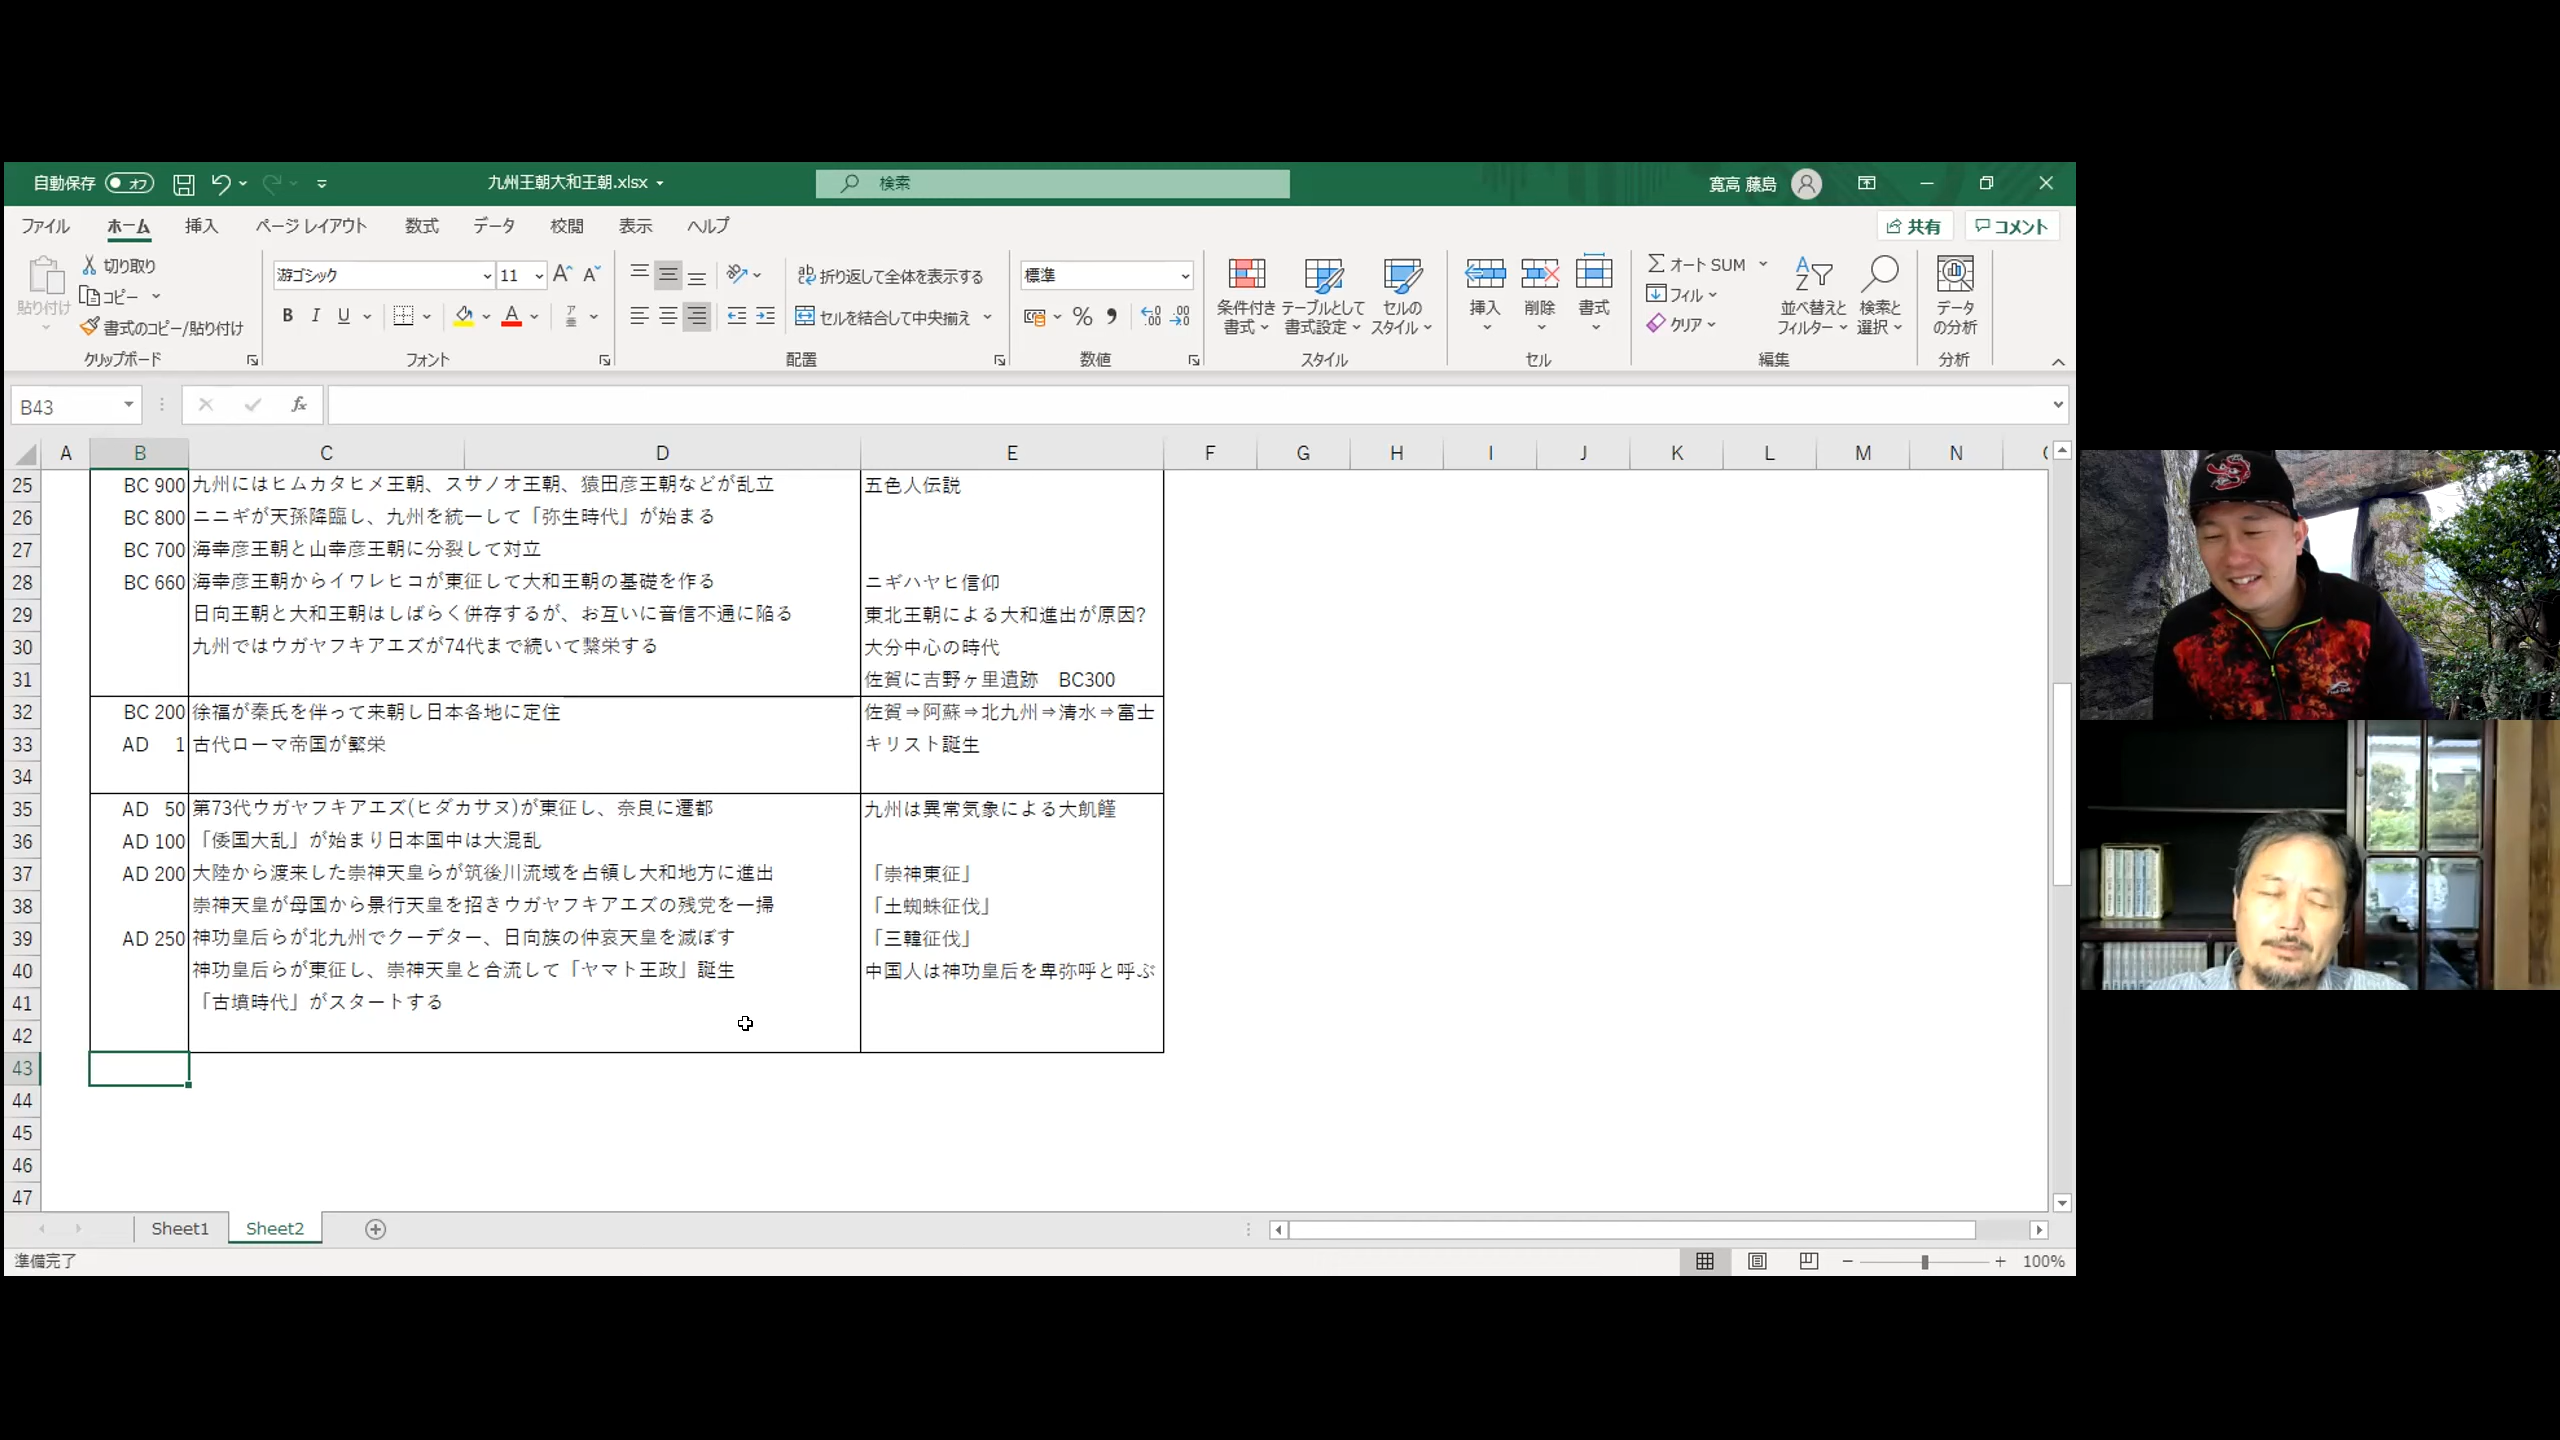 自動保存 オフ 九州王朝大和王朝.xlsx 検索 寛高 藤島
ファイル ホーム 挿入 ページ レイアウト 数式 データ 校閲 表示 ヘルプ 共有 コメント
貼り付け 切り取り コピー 書式のコピー/貼り付け
クリップボード
游ゴシック 11 A A
B I U A
フォント
ab 折り返して全体を表示する
セルを結合して中央揃え
配置
標準
% 9 .00
数値
条件付き書式 テーブルとして書式設定 セルのスタイル
スタイル
挿入 削除 書式
セル
Σ オート SUM
フィル
クリア
並べ替えとフィルター 検索と選択
編集
データの分析
分析
B43 fx
A B C D E F G H I J K L M N
25 BC 900 九州にはヒムカタヒメ王朝、スサノオ王朝、猿田彦王朝などが乱立 五色人伝説
26 BC 800 ニニギが天孫降臨し、九州を統一して「弥生時代」が始まる
27 BC 700 海幸彦王朝と山幸彦王朝に分裂して対立
28 BC 660 海幸彦王朝からイワレヒコが東征して大和王朝の基礎を作る ニギハヤヒ信仰
29 日向王朝と大和王朝はしばらく併存するが、お互いに音信不通に陥る 東北王朝による大和進出が原因?
30 九州ではウガヤフキアエズが74代まで続いて繁栄する 大分中心の時代
31 佐賀に吉野ヶ里遺跡 BC300
32 BC 200 徐福が秦氏を伴って来朝し日本各地に定住 佐賀⇒阿蘇⇒北九州⇒清水⇒富士
33 AD 1 古代ローマ帝国が繁栄 キリスト誕生
34
35 AD 50 第73代ウガヤフキアエズ(ヒダカサヌ)が東征し、奈良に遷都 九州は異常気象による大飢饉
36 AD 100 「倭国大乱」が始まり日本国中は大混乱
37 AD 200 大陸から渡来した崇神天皇らが筑後川流域を占領し大和地方に進出 「崇神東征」
38 崇神天皇が母国から景行天皇を招きウガヤフキアエズの残党を一掃 「土蜘蛛征伐」
39 AD 250 神功皇后らが北九州でクーデター、日向族の仲哀天皇を滅ぼす 「三韓征伐」
40 神功皇后らが東征し、崇神天皇と合流して「ヤマト王政」誕生 中国人は神功皇后を卑弥呼と呼ぶ
41 「古墳時代」がスタートする
42
43
44
45
46
47
Sheet1 Sheet2
準備完了 100%